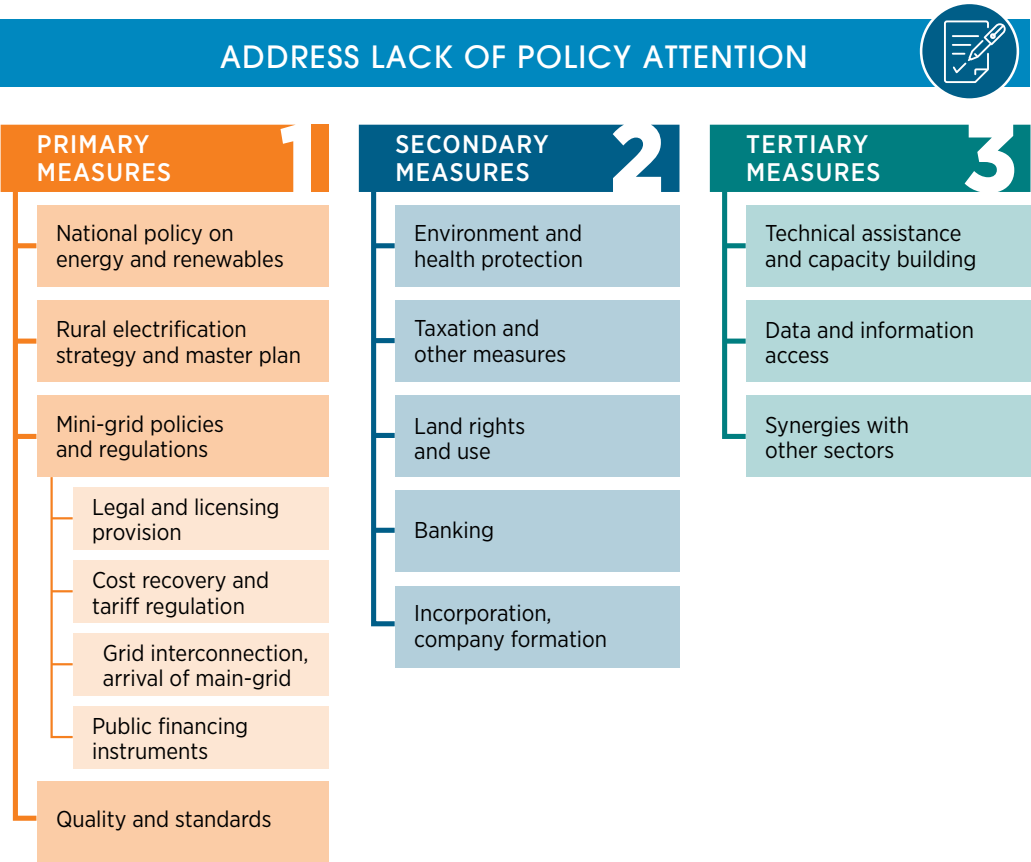 ADDRESS LACK OF POLICY ATTENTION
PRIMARY
MEASURES
1
National policy on
energy and renewables
Rural electrification
strategy and master plan
Mini-grid policies
and regulations
Legal and licensing
provision
Cost recovery and
tariff regulation
Grid interconnection,
arrival of main-grid
Public financing
instruments
Quality and standards
SECONDARY
MEASURES
2
Environment and
health protection
Taxation and
other measures
Land rights
and use
Banking
Incorporation,
company formation
TERTIARY
MEASURES
3
Technical assistance
and capacity building
Data and information
access
Synergies with
other sectors